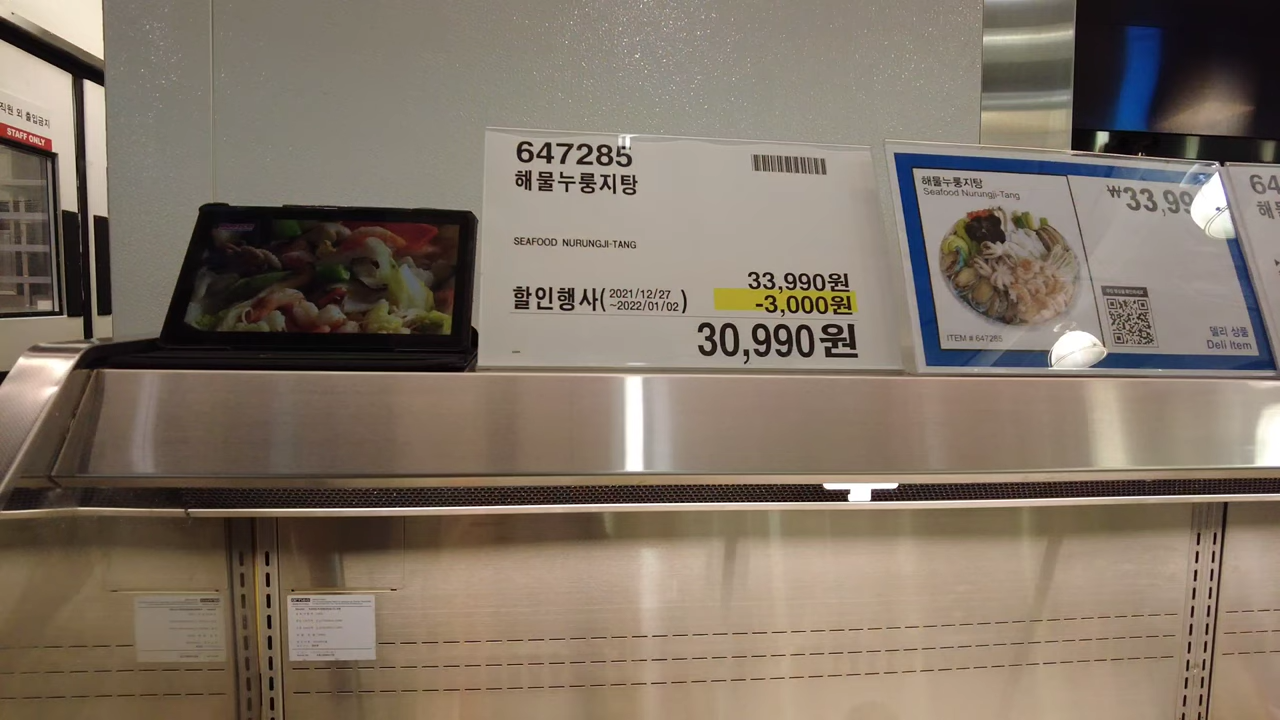 직원 외 출입금지
STAFF ONLY
647285
해물누룽지탕
SEAFOOD NURUNGJI-TANG
33,990원
할인행사( 2021/12/27 ~2022/01/02 )
-3,000원
30,990원
해물누룽지탕
Seafood Nurungji-Tang
₩33,99
ITEM # 647285
델리 상품
Deli Item
64
해